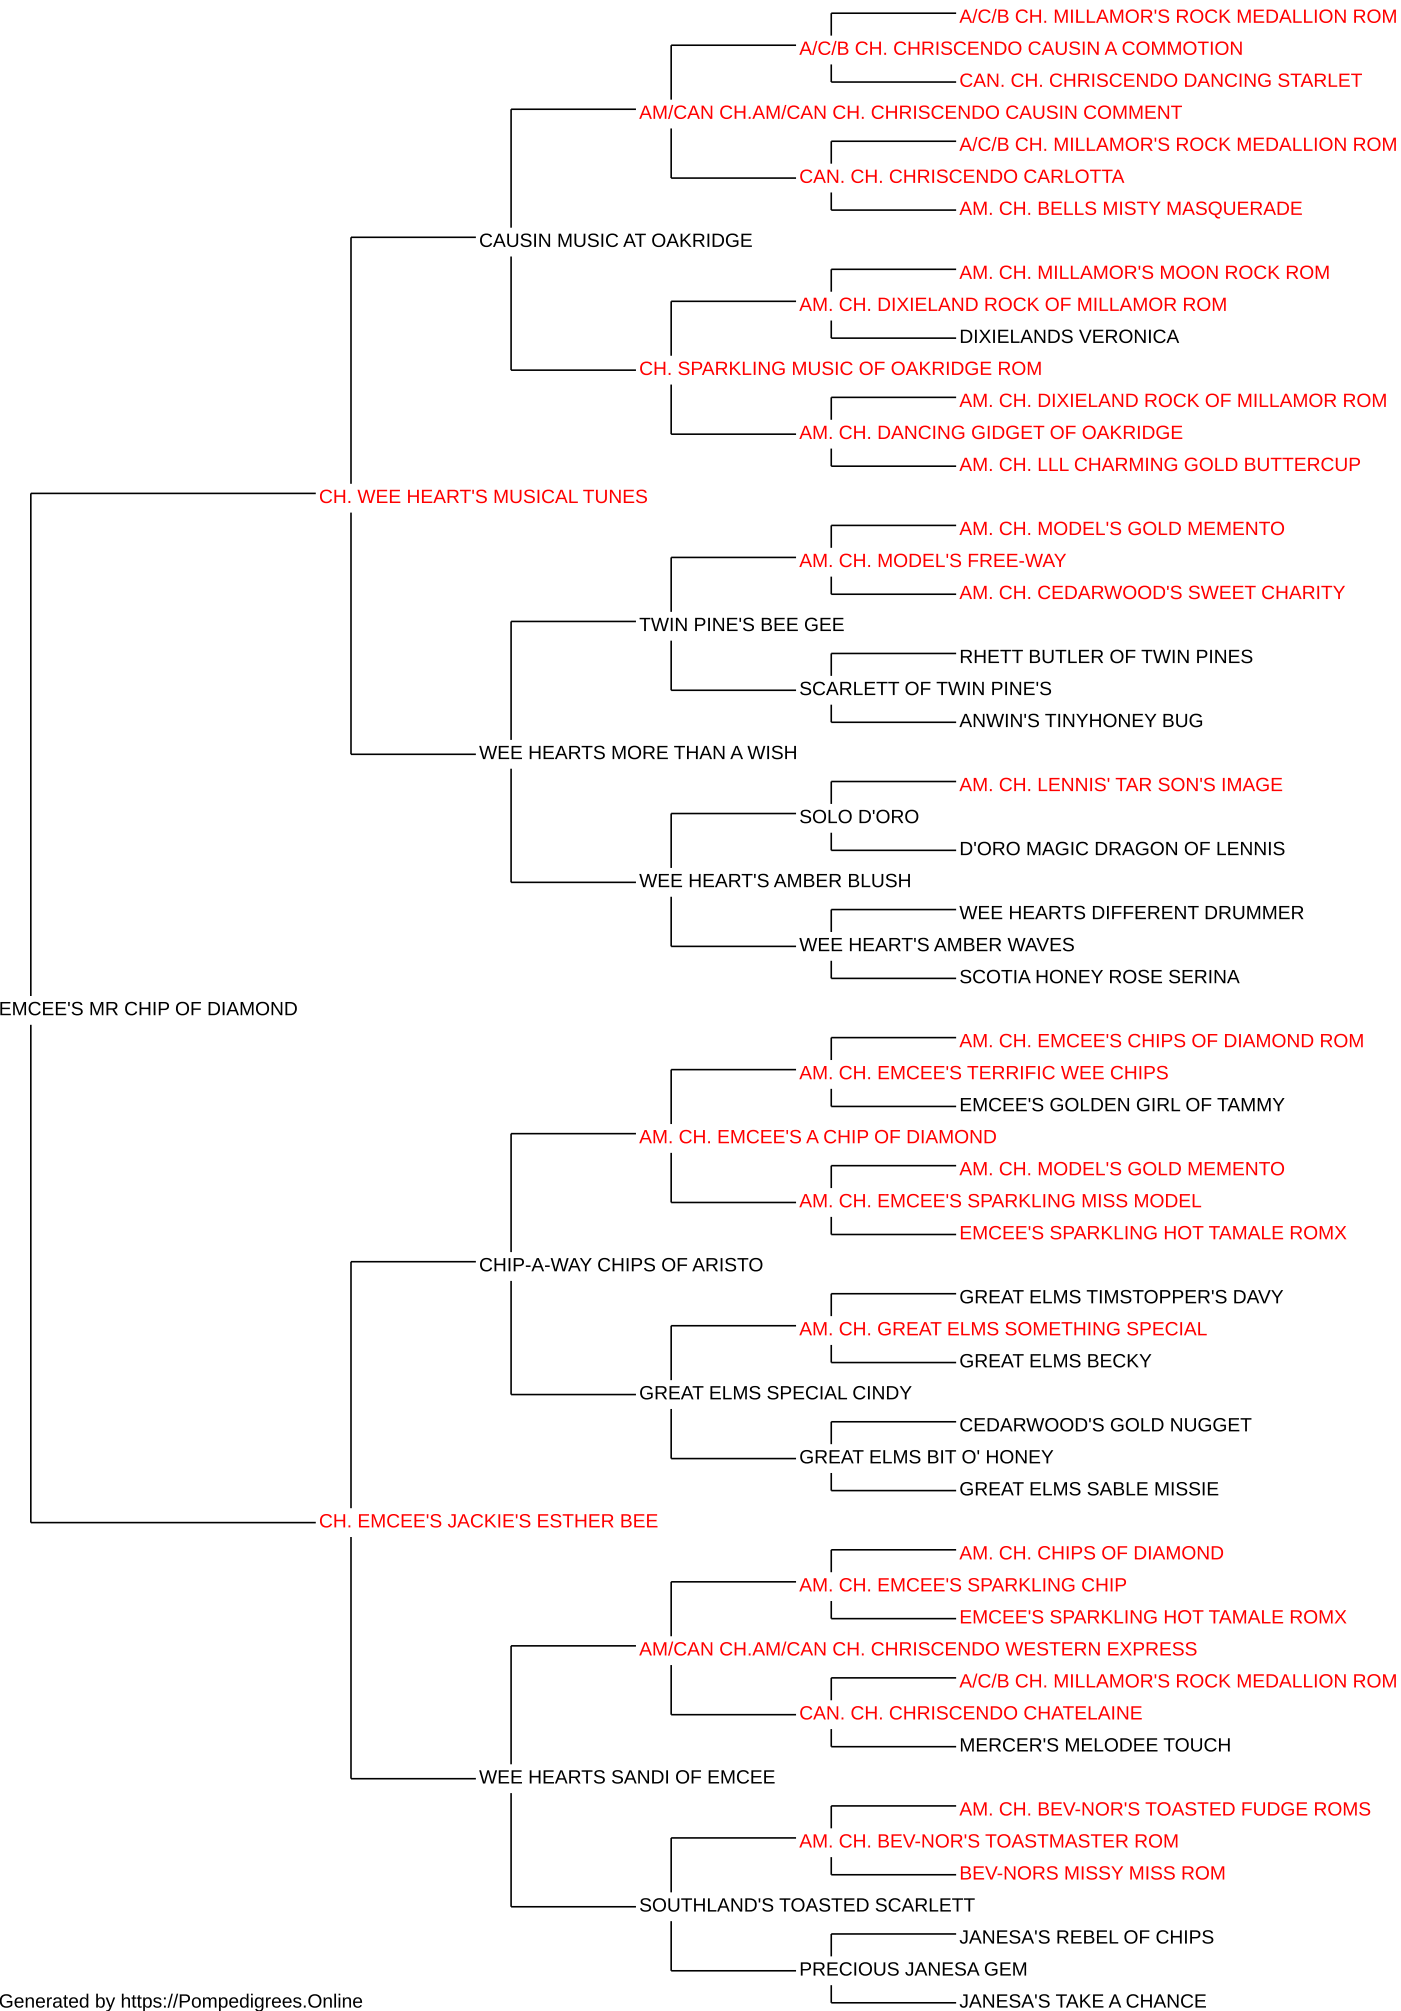 A/C/B CH. MILLAMOR'S ROCK MEDALLION ROM
A/C/B CH. CHRISCENDO CAUSIN A COMMOTION
CAN. CH. CHRISCENDO DANCING STARLET
AM/CAN CH.AM/CAN CH. CHRISCENDO CAUSIN COMMENT
A/C/B CH. MILLAMOR'S ROCK MEDALLION ROM
CAN. CH. CHRISCENDO CARLOTTA
AM. CH. BELLS MISTY MASQUERADE
CAUSIN MUSIC AT OAKRIDGE
AM. CH. MILLAMOR'S MOON ROCK ROM
AM. CH. DIXIELAND ROCK OF MILLAMOR ROM
DIXIELANDS VERONICA
CH. SPARKLING MUSIC OF OAKRIDGE ROM
AM. CH. DIXIELAND ROCK OF MILLAMOR ROM
AM. CH. DANCING GIDGET OF OAKRIDGE
AM. CH. LLL CHARMING GOLD BUTTERCUP
CH. WEE HEART'S MUSICAL TUNES
AM. CH. MODEL'S GOLD MEMENTO
AM. CH. MODEL'S FREE-WAY
AM. CH. CEDARWOOD'S SWEET CHARITY
TWIN PINE'S BEE GEE
RHETT BUTLER OF TWIN PINES
SCARLETT OF TWIN PINE'S
ANWIN'S TINYHONEY BUG
WEE HEARTS MORE THAN A WISH
AM. CH. LENNIS' TAR SON'S IMAGE
SOLO D'ORO
D'ORO MAGIC DRAGON OF LENNIS
WEE HEART'S AMBER BLUSH
WEE HEARTS DIFFERENT DRUMMER
WEE HEART'S AMBER WAVES
SCOTIA HONEY ROSE SERINA
EMCEE'S MR CHIP OF DIAMOND
AM. CH. EMCEE'S CHIPS OF DIAMOND ROM
AM. CH. EMCEE'S TERRIFIC WEE CHIPS
EMCEE'S GOLDEN GIRL OF TAMMY
AM. CH. EMCEE'S A CHIP OF DIAMOND
AM. CH. MODEL'S GOLD MEMENTO
AM. CH. EMCEE'S SPARKLING MISS MODEL
EMCEE'S SPARKLING HOT TAMALE ROMX
CHIP-A-WAY CHIPS OF ARISTO
GREAT ELMS TIMSTOPPER'S DAVY
AM. CH. GREAT ELMS SOMETHING SPECIAL
GREAT ELMS BECKY
GREAT ELMS SPECIAL CINDY
CEDARWOOD'S GOLD NUGGET
GREAT ELMS BIT O' HONEY
GREAT ELMS SABLE MISSIE
CH. EMCEE'S JACKIE'S ESTHER BEE
AM. CH. CHIPS OF DIAMOND
AM. CH. EMCEE'S SPARKLING CHIP
EMCEE'S SPARKLING HOT TAMALE ROMX
AM/CAN CH.AM/CAN CH. CHRISCENDO WESTERN EXPRESS
A/C/B CH. MILLAMOR'S ROCK MEDALLION ROM
CAN. CH. CHRISCENDO CHATELAINE
MERCER'S MELODEE TOUCH
WEE HEARTS SANDI OF EMCEE
AM. CH. BEV-NOR'S TOASTED FUDGE ROMS
AM. CH. BEV-NOR'S TOASTMASTER ROM
BEV-NORS MISSY MISS ROM
SOUTHLAND'S TOASTED SCARLETT
JANESA'S REBEL OF CHIPS
PRECIOUS JANESA GEM
JANESA'S TAKE A CHANCE
Generated by https://Pompedigrees.Online